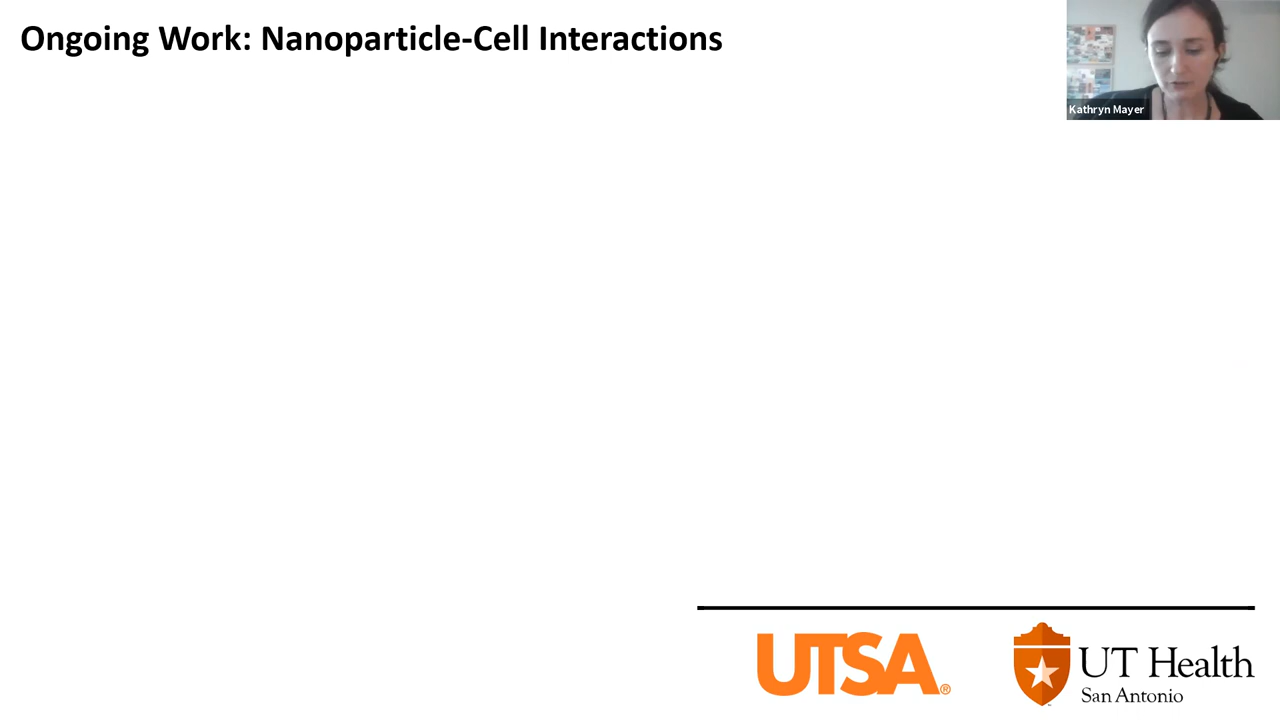 Ongoing Work: Nanoparticle-Cell Interactions
Kathryn Mayer
UTSA®
UT Health
San Antonio